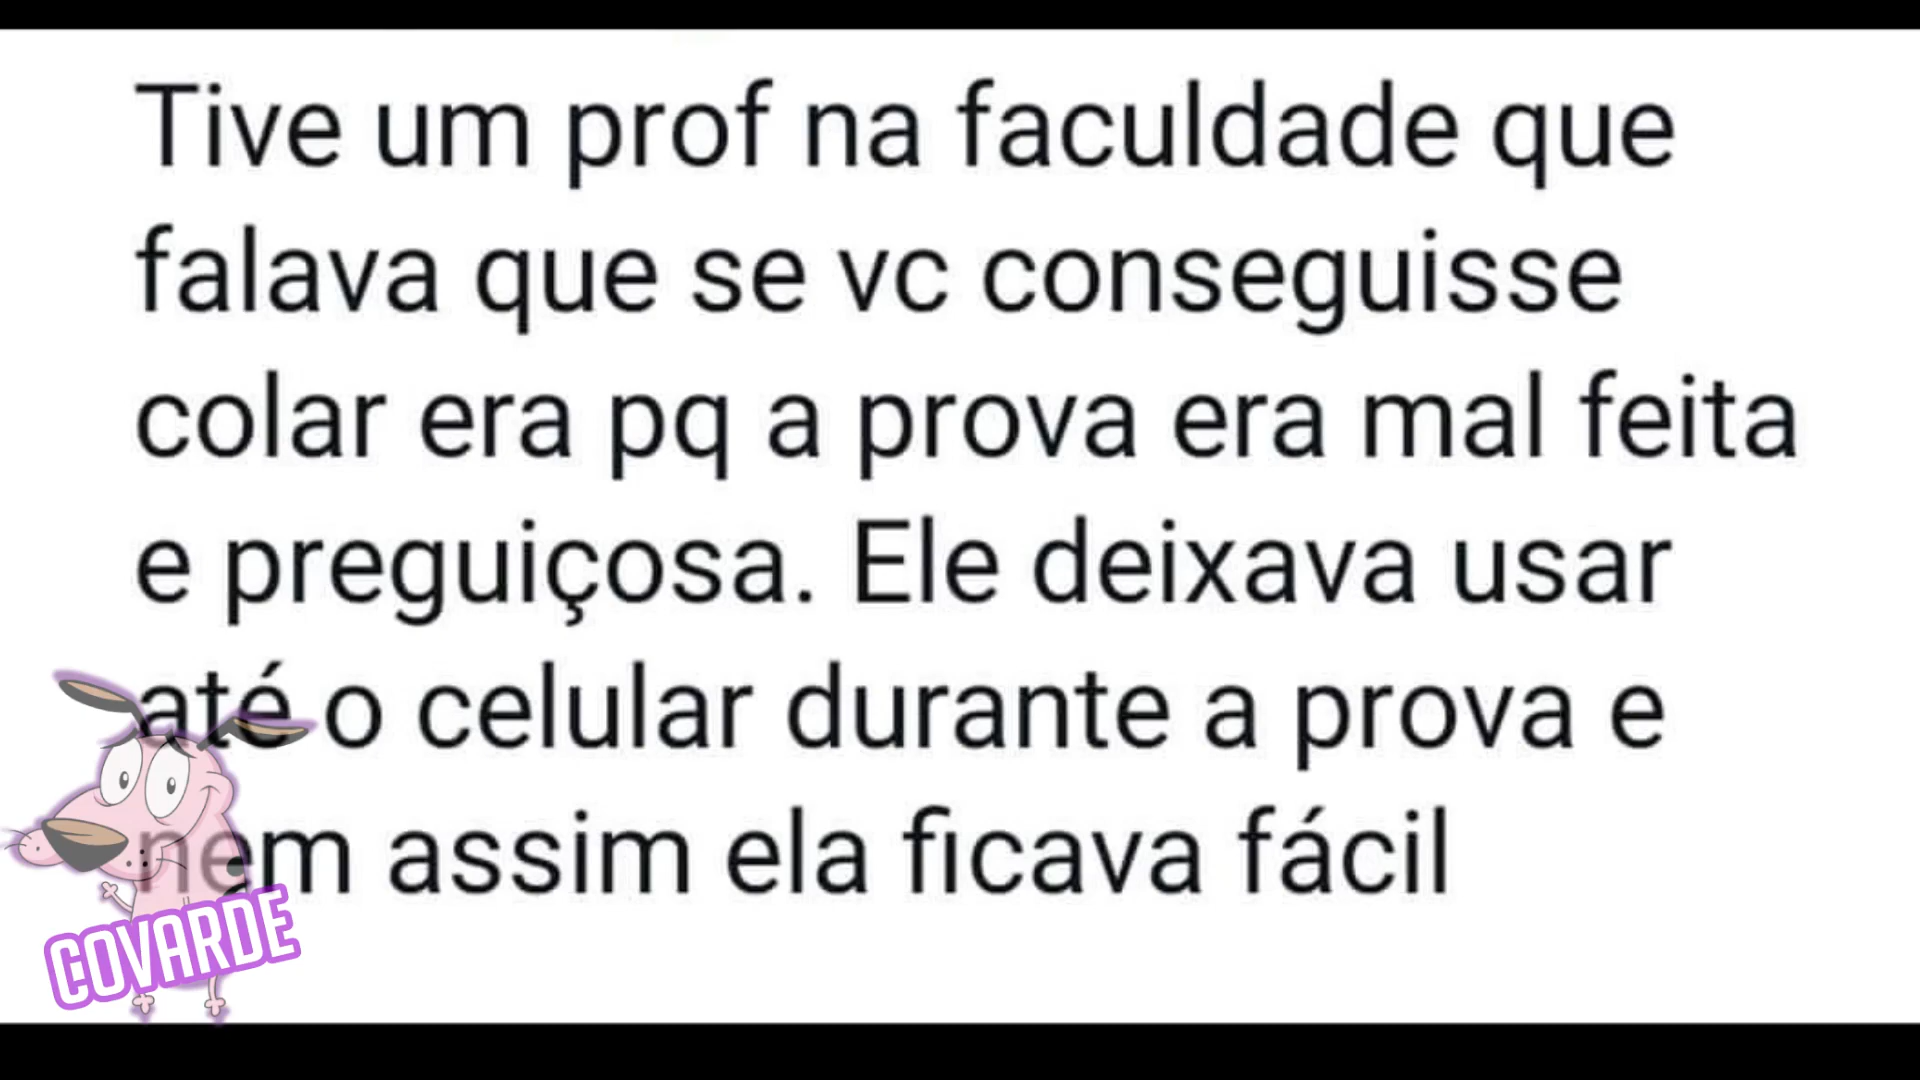 Tive um prof na faculdade que
falava que se vc conseguisse
colar era pq a prova era mal feita
e preguiçosa. Ele deixava usar
até o celular durante a prova e
nem assim ela ficava fácil
COVARDE